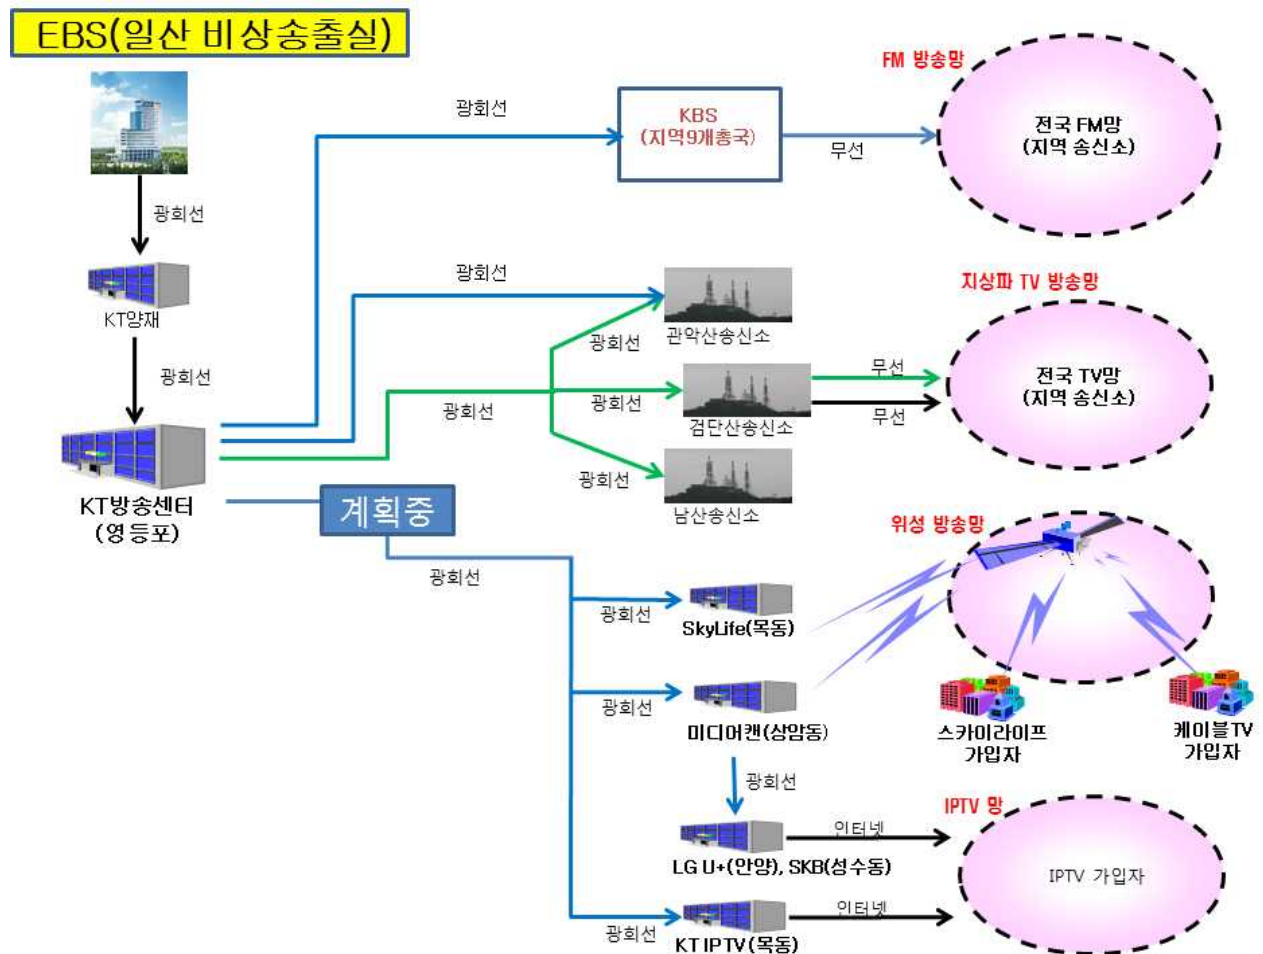 EBS(일산 비상송출실)
광회선
KT양재
광회선
KT방송센터
(영등포)
광회선
KBS
(지역9개총국)
무선
FM 방송망
전국 FM망
(지역 송신소)
광회선
관악산송신소
광회선
광회선
광회선
검단산송신소
광회선
남산송신소
무선
무선
지상파 TV 방송망
전국 TV망
(지역 송신소)
계획중
광회선
광회선
SkyLife(목동)
광회선
미디어캔(상암동)
위성 방송망
스카이라이프
가입자
케이블TV
가입자
광회선
LG U+(안양), SKB(성수동)
인터넷
광회선
KT IPTV(목동)
인터넷
IPTV 망
IPTV 가입자